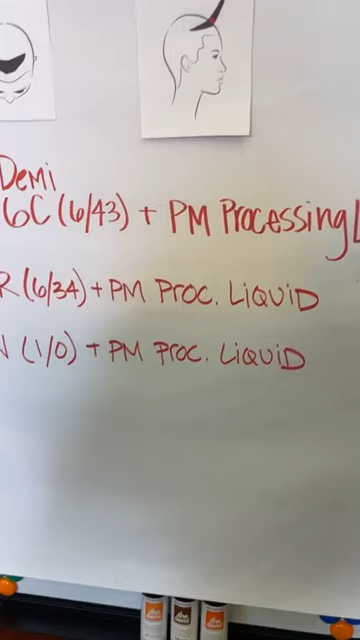 Demi
6C (6/43) + PM Processing L
R (6/34) + PM Proc. Liquid
(1/0) + PM Proc. Liquid